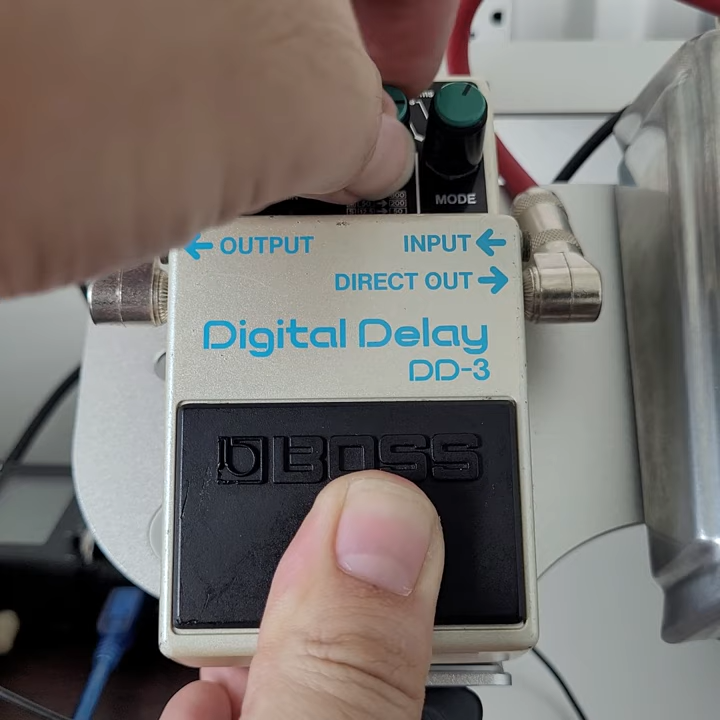 MODE
OUTPUT
INPUT
DIRECT OUT
Digital Delay
DD-3
BOSS